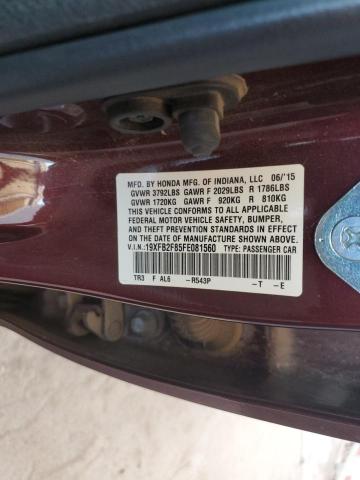 MFD. BY HONDA MFG. OF INDIANA, LLC 06/'15
GVWR 3792LBS GAWR F 2029LBS R 1786LBS
GVWR 1720KG GAWR F 920KG R 810KG
THIS VEHICLE CONFORMS TO ALL APPLICABLE
FEDERAL MOTOR VEHICLE SAFETY, BUMPER,
AND THEFT PREVENTION STANDARDS IN EFFECT
ON THE DATE OF MANUFACTURE SHOWN ABOVE.
V.I.N.:19XFB2F85FE081560 TYPE: PASSENGER CAR
TR3 F AL6 -R543P -T -E